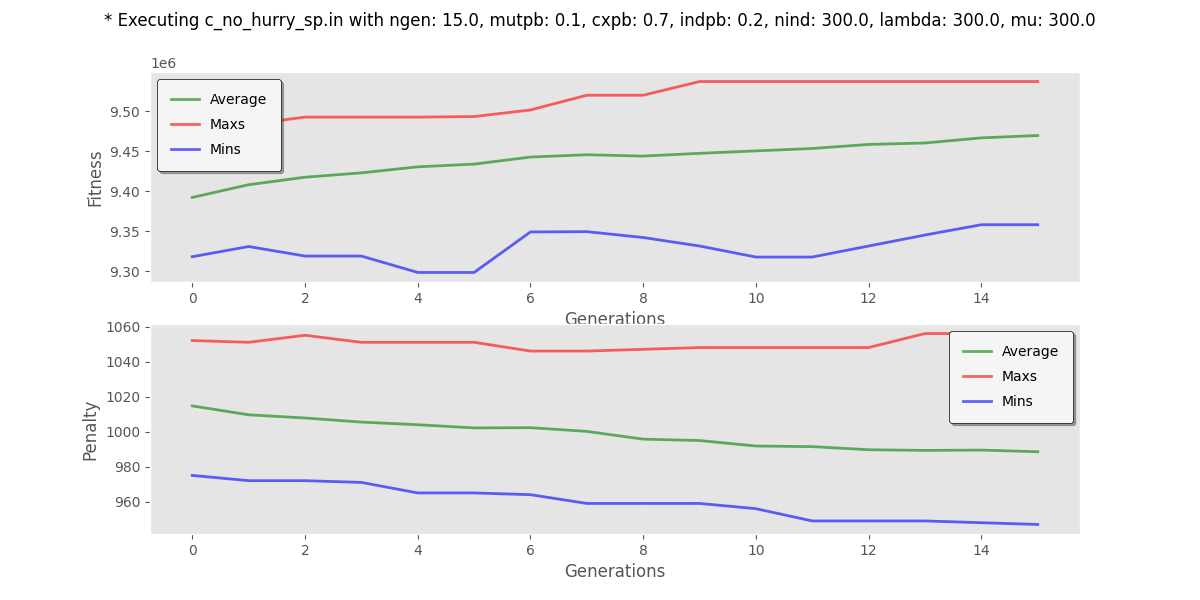 * Executing c_no_hurry_sp.in with ngen: 15.0, mutpb: 0.1, cxpb: 0.7, indpb: 0.2, nind: 300.0, lambda: 300.0, mu: 300.0
1e6
Average
Maxs
Mins
9.50
9.45
9.40
9.35
9.30
Fitness
0 2 4 6 8 10 12 14
Generations
Average
Maxs
Mins
1060
1040
1020
1000
980
960
Penalty
0 2 4 6 8 10 12 14
Generations